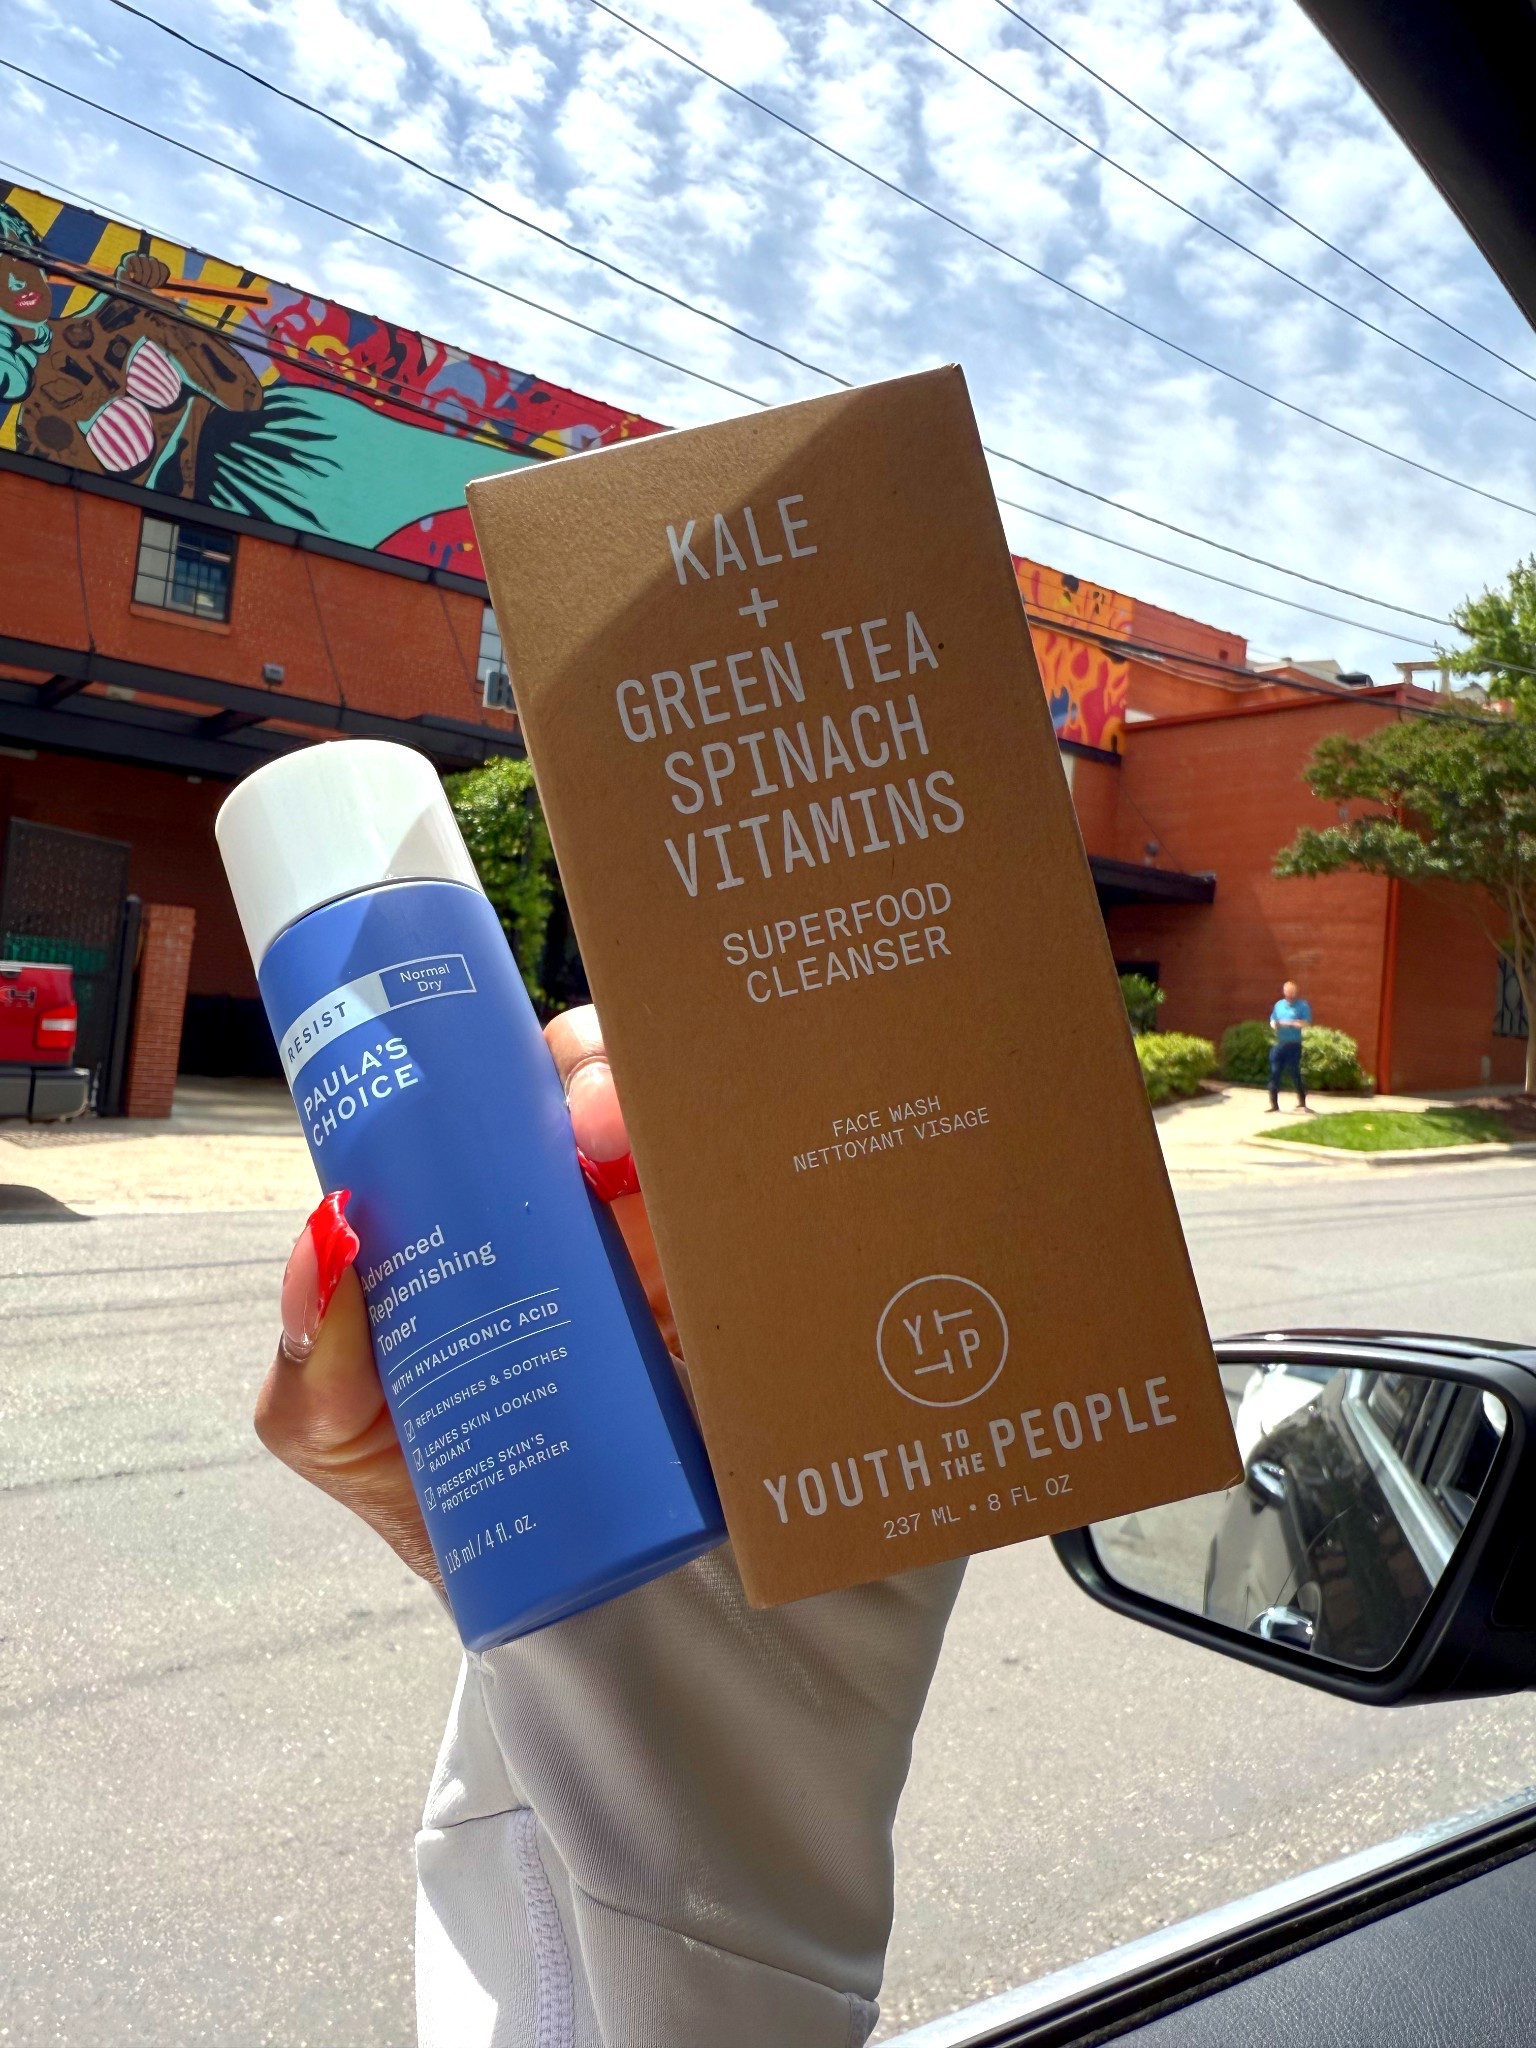 RESIST
Normal
Dry
PAULA'S
CHOICE
Advanced
Replenishing
Toner
WITH HYALURONIC ACID
REPLENISHES & SOOTHES
LEAVES SKIN LOOKING
RADIANT
PRESERVES SKIN'S
PROTECTIVE BARRIER
118 ml / 4 fl. oz.
KALE
+
GREEN TEA
SPINACH
VITAMINS
SUPERFOOD
CLEANSER
FACE WASH
NETTOYANT VISAGE
Y T
T P
YOUTH TO THE PEOPLE
237 ML • 8 FL OZ